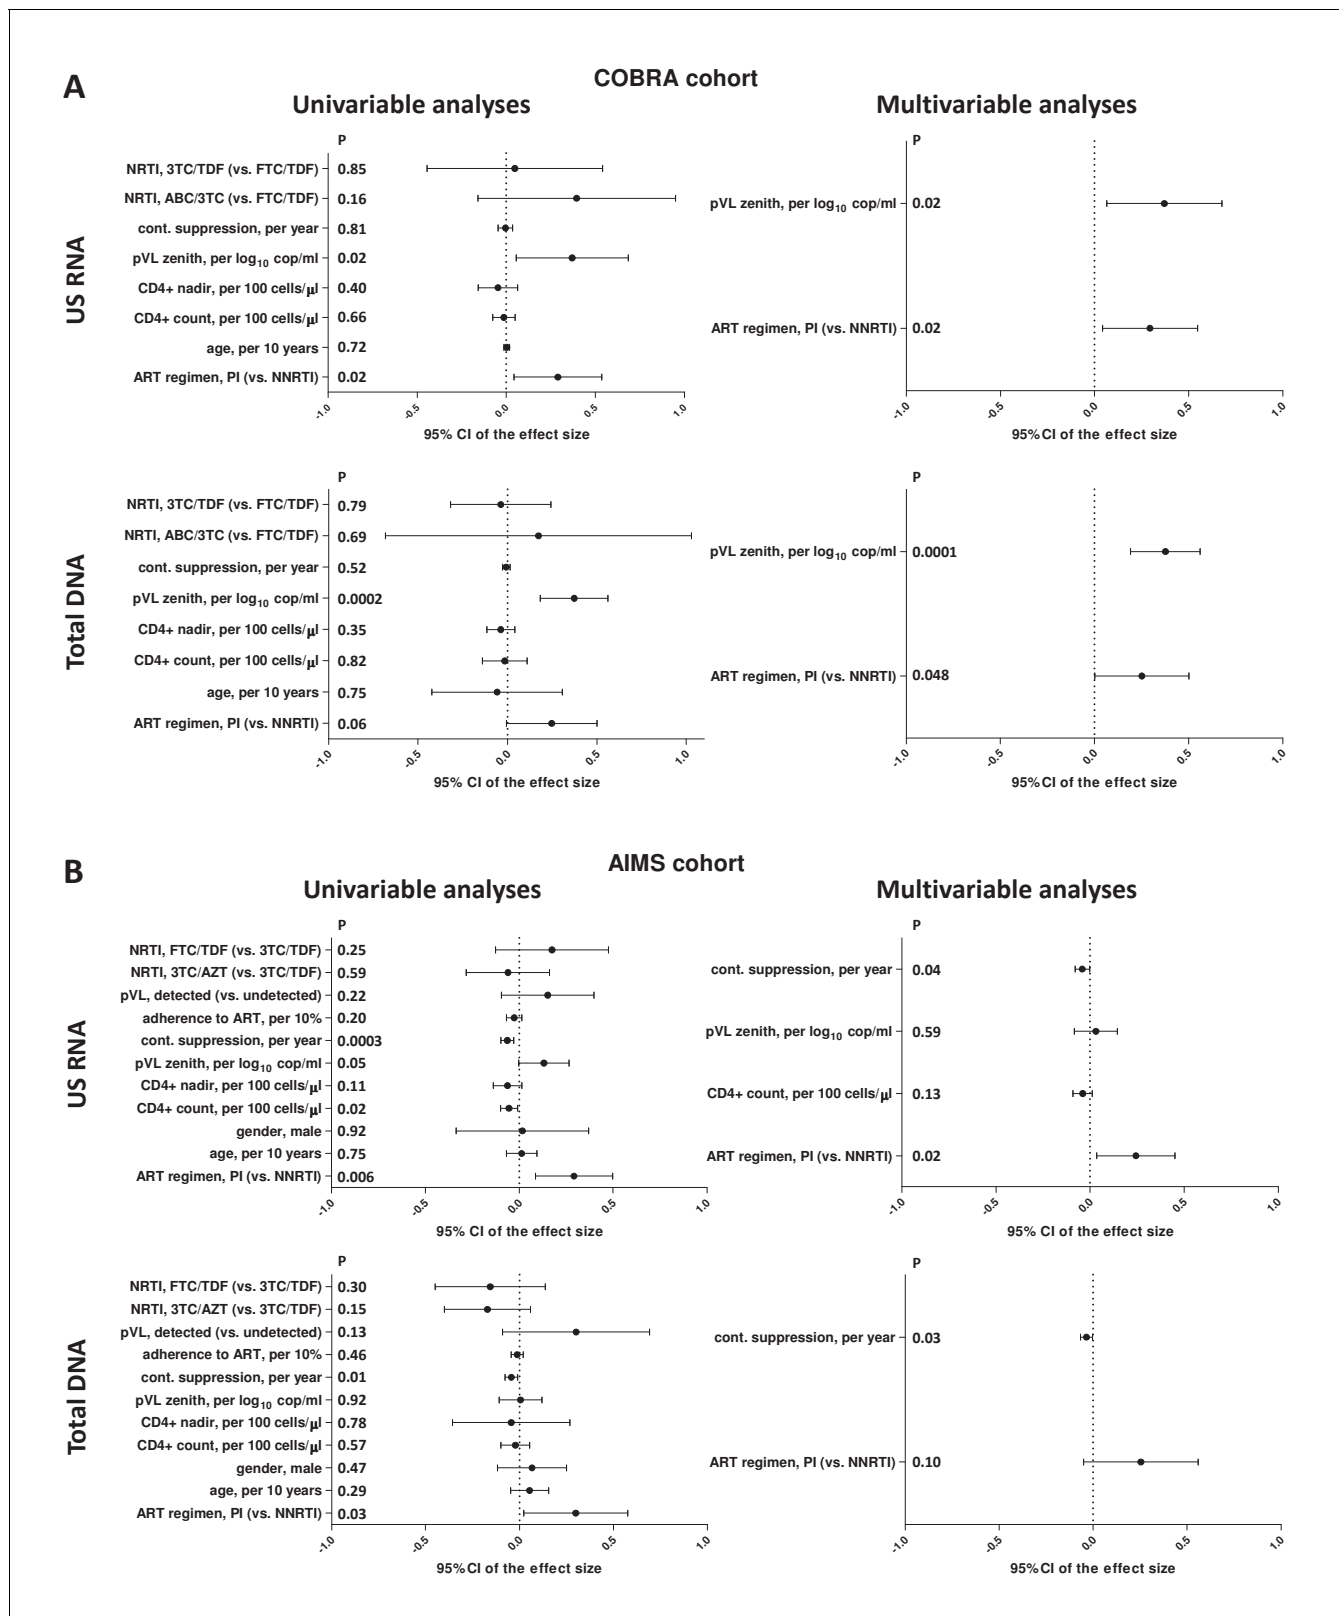 A
COBRA cohort
Univariable analyses
Multivariable analyses
US RNA
P
NRTI, 3TC/TDF (vs. FTC/TDF) 0.85
NRTI, ABC/3TC (vs. FTC/TDF) 0.16
cont. suppression, per year 0.81
pVL zenith, per log10 cop/ml 0.02
CD4+ nadir, per 100 cells/μl 0.40
CD4+ count, per 100 cells/μl 0.66
age, per 10 years 0.72
ART regimen, PI (vs. NNRTI) 0.02
-1.0 -0.5 0.0 0.5 1.0
95% CI of the effect size
P
pVL zenith, per log10 cop/ml 0.02
ART regimen, PI (vs. NNRTI) 0.02
-1.0 -0.5 0.0 0.5 1.0
95% CI of the effect size
Total DNA
P
NRTI, 3TC/TDF (vs. FTC/TDF) 0.79
NRTI, ABC/3TC (vs. FTC/TDF) 0.69
cont. suppression, per year 0.52
pVL zenith, per log10 cop/ml 0.0002
CD4+ nadir, per 100 cells/μl 0.35
CD4+ count, per 100 cells/μl 0.82
age, per 10 years 0.75
ART regimen, PI (vs. NNRTI) 0.06
-1.0 -0.5 0.0 0.5 1.0
95% CI of the effect size
P
pVL zenith, per log10 cop/ml 0.0001
ART regimen, PI (vs. NNRTI) 0.048
-1.0 -0.5 0.0 0.5 1.0
95% CI of the effect size
B
AIMS cohort
Univariable analyses
Multivariable analyses
US RNA
P
NRTI, FTC/TDF (vs. 3TC/TDF) 0.25
NRTI, 3TC/AZT (vs. 3TC/TDF) 0.59
pVL, detected (vs. undetected) 0.22
adherence to ART, per 10% 0.20
cont. suppression, per year 0.0003
pVL zenith, per log10 cop/ml 0.05
CD4+ nadir, per 100 cells/μl 0.11
CD4+ count, per 100 cells/μl 0.02
gender, male 0.92
age, per 10 years 0.75
ART regimen, PI (vs. NNRTI) 0.006
-1.0 -0.5 0.0 0.5 1.0
95% CI of the effect size
P
cont. suppression, per year 0.04
pVL zenith, per log10 cop/ml 0.59
CD4+ count, per 100 cells/μl 0.13
ART regimen, PI (vs. NNRTI) 0.02
-1.0 -0.5 0.0 0.5 1.0
95% CI of the effect size
Total DNA
P
NRTI, FTC/TDF (vs. 3TC/TDF) 0.30
NRTI, 3TC/AZT (vs. 3TC/TDF) 0.15
pVL, detected (vs. undetected) 0.13
adherence to ART, per 10% 0.46
cont. suppression, per year 0.01
pVL zenith, per log10 cop/ml 0.92
CD4+ nadir, per 100 cells/μl 0.78
CD4+ count, per 100 cells/μl 0.57
gender, male 0.47
age, per 10 years 0.29
ART regimen, PI (vs. NNRTI) 0.03
-1.0 -0.5 0.0 0.5 1.0
95% CI of the effect size
P
cont. suppression, per year 0.03
ART regimen, PI (vs. NNRTI) 0.10
-1.0 -0.5 0.0 0.5 1.0
95% CI of the effect size